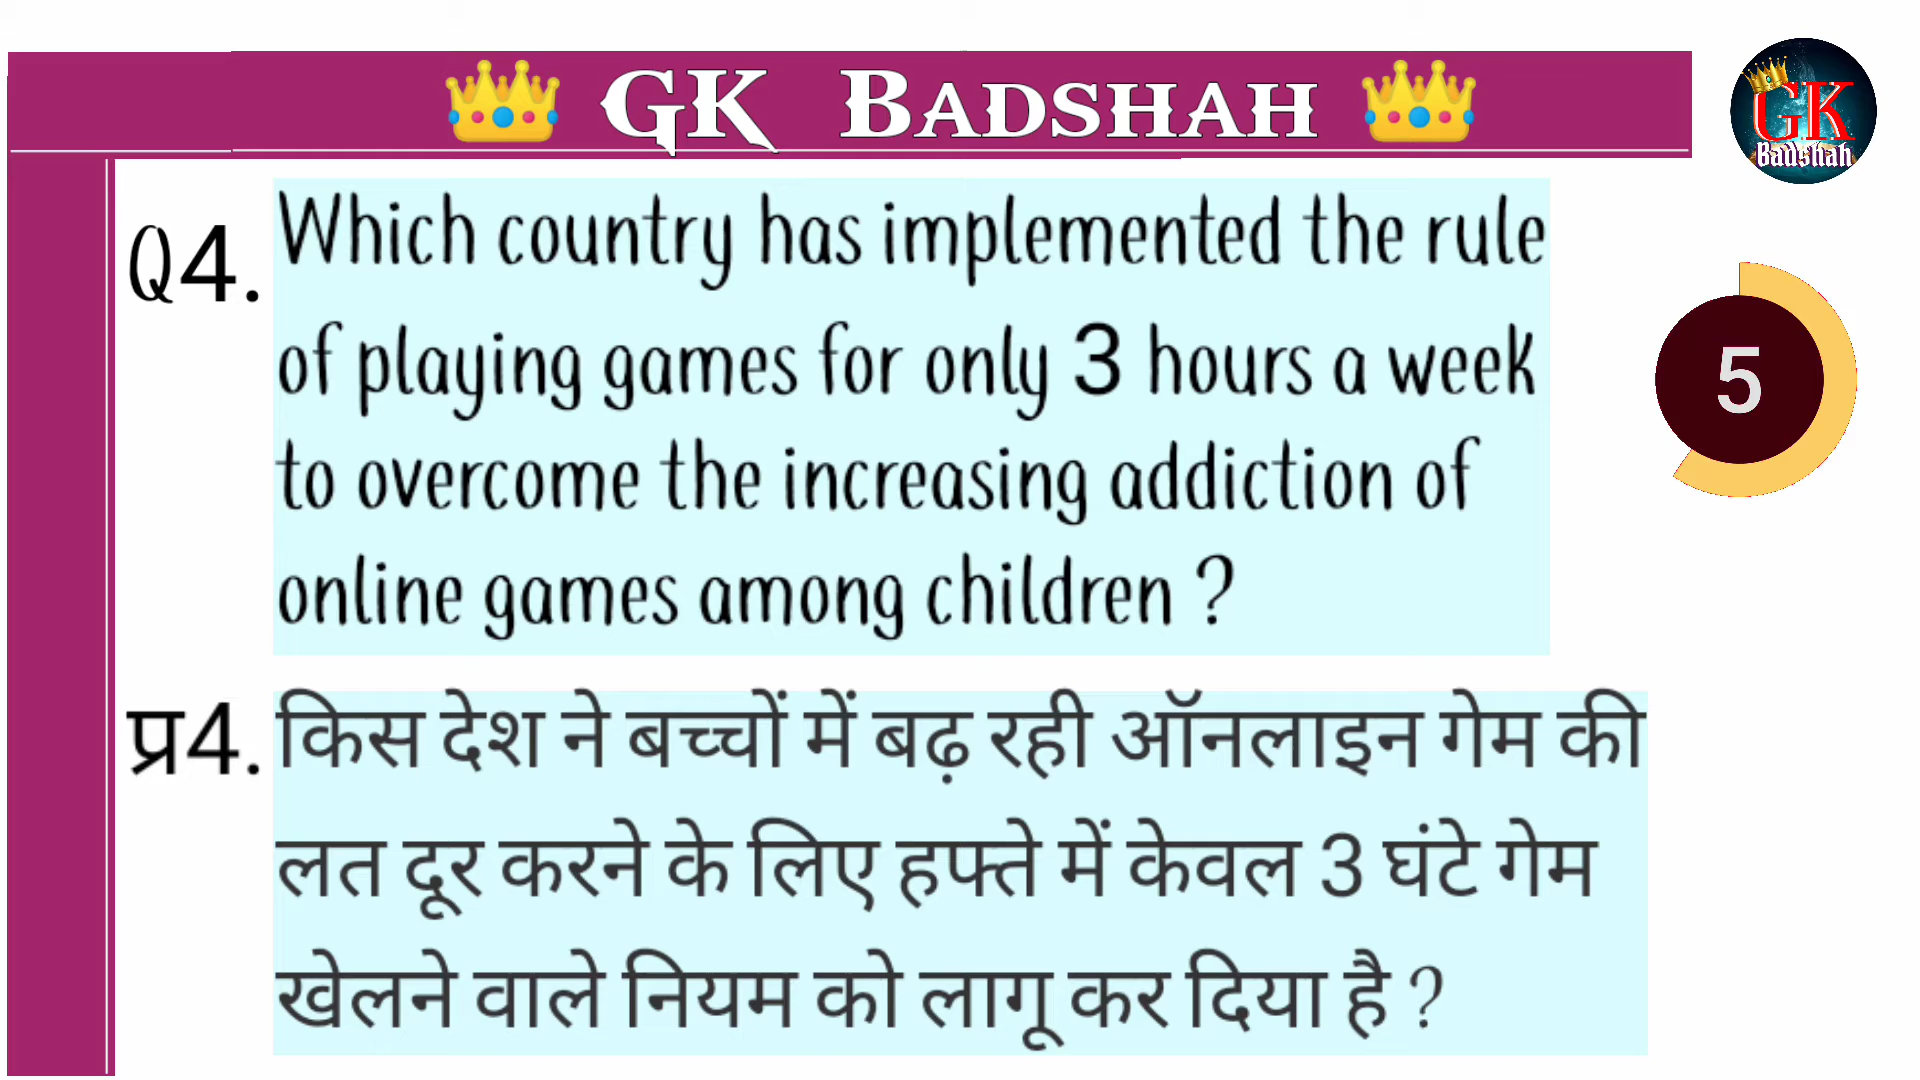 👑 GK BADSHAH 👑
GK
Badshah
Q4. Which country has implemented the rule
of playing games for only 3 hours a week
to overcome the increasing addiction of
online games among children ?
5
प्र4. किस देश ने बच्चों में बढ़ रही ऑनलाइन गेम की
लत दूर करने के लिए हफ्ते में केवल 3 घंटे गेम
खेलने वाले नियम को लागू कर दिया है ?